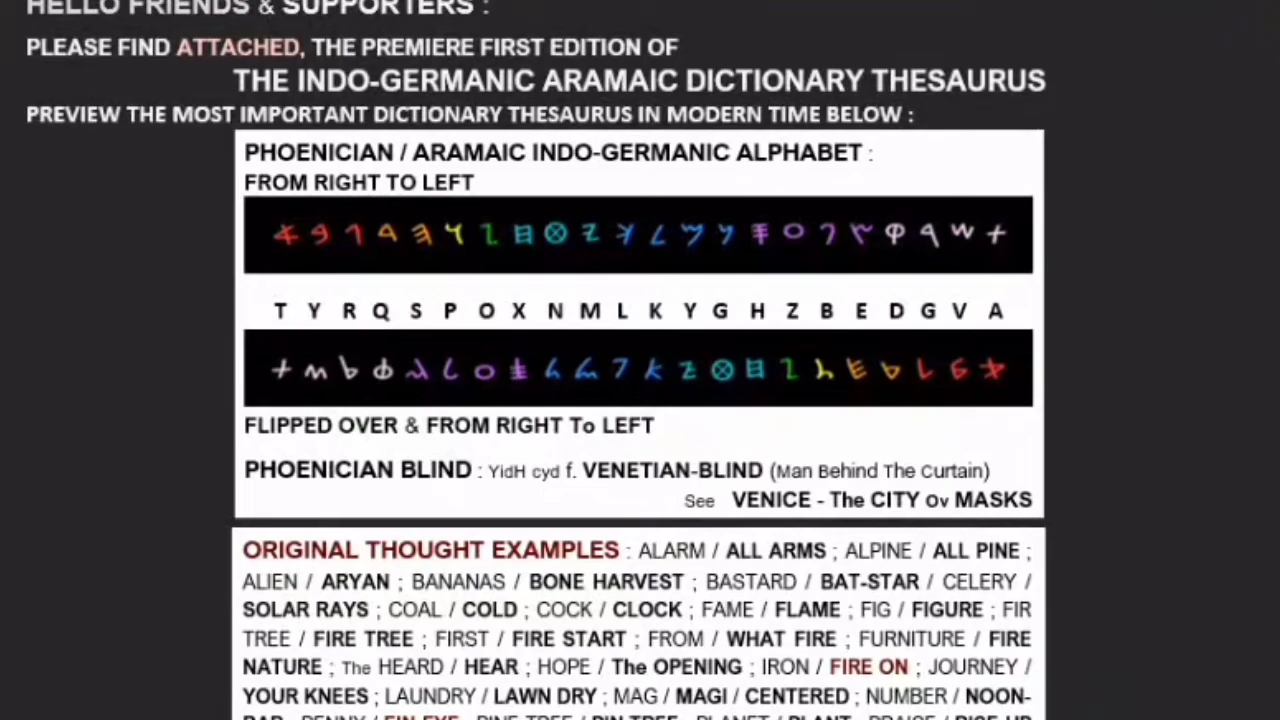 HELLO FRIENDS & SUPPORTERS :
PLEASE FIND ATTACHED, THE PREMIERE FIRST EDITION OF
THE INDO-GERMANIC ARAMAIC DICTIONARY THESAURUS
PREVIEW THE MOST IMPORTANT DICTIONARY THESAURUS IN MODERN TIME BELOW :
PHOENICIAN / ARAMAIC INDO-GERMANIC ALPHABET :
FROM RIGHT TO LEFT
T Y R Q S P O X N M L K Y G H Z B E D G V A
FLIPPED OVER & FROM RIGHT To LEFT
PHOENICIAN BLIND : YidH cyd f. VENETIAN-BLIND (Man Behind The Curtain)
See VENICE - The CITY Ov MASKS
ORIGINAL THOUGHT EXAMPLES : ALARM / ALL ARMS ; ALPINE / ALL PINE ;
ALIEN / ARYAN ; BANANAS / BONE HARVEST ; BASTARD / BAT-STAR / CELERY /
SOLAR RAYS ; COAL / COLD ; COCK / CLOCK ; FAME / FLAME ; FIG / FIGURE ; FIR
TREE / FIRE TREE ; FIRST / FIRE START ; FROM / WHAT FIRE ; FURNITURE / FIRE
NATURE ; The HEARD / HEAR ; HOPE / The OPENING ; IRON / FIRE ON ; JOURNEY /
YOUR KNEES ; LAUNDRY / LAWN DRY ; MAG / MAGI / CENTERED ; NUMBER / NOON-